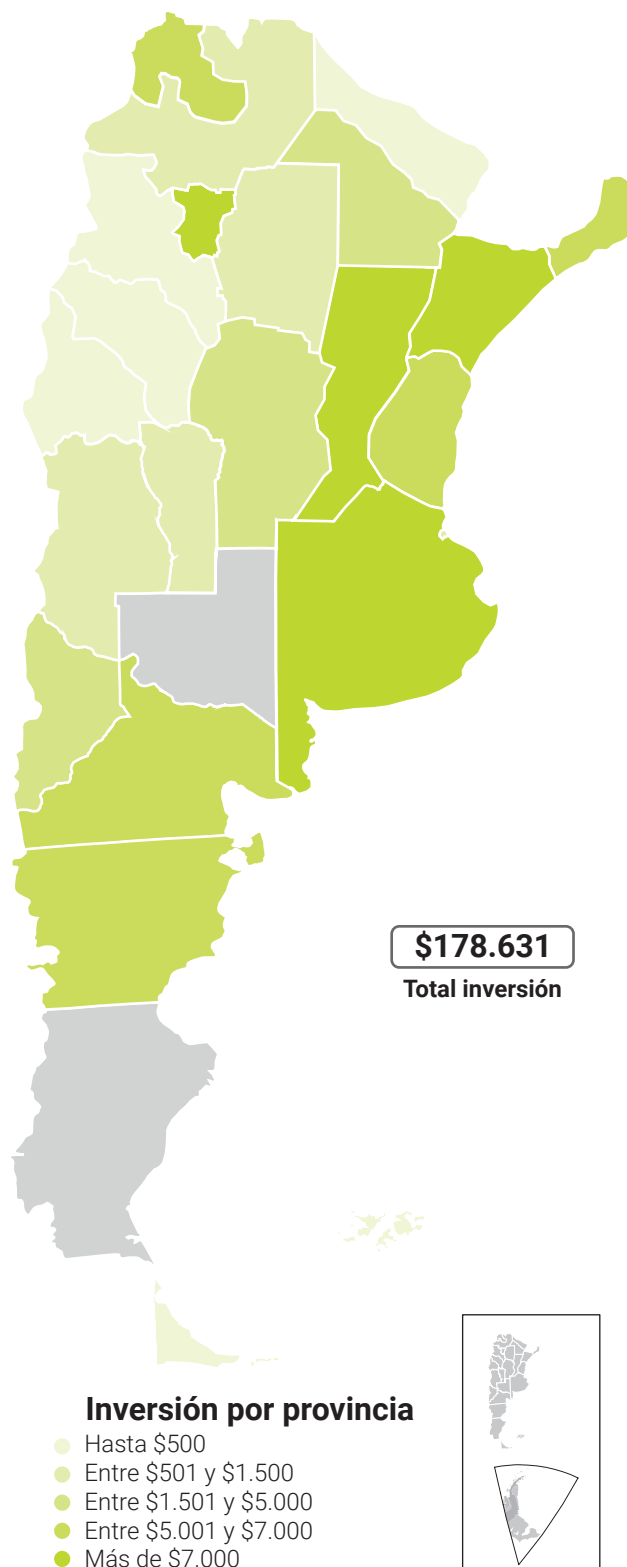 $178.631
Total inversión
Inversión por provincia
Hasta $500
Entre $501 y $1.500
Entre $1.501 y $5.000
Entre $5.001 y $7.000
Más de $7.000